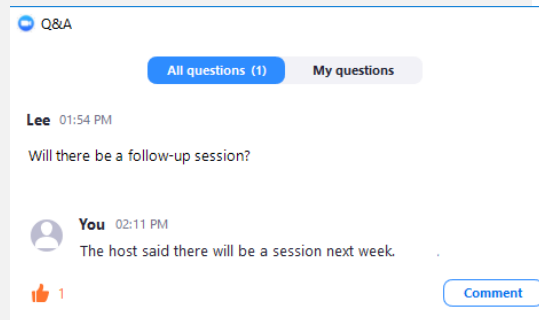 Q&A
All questions (1) My questions
Lee 01:54 PM
Will there be a follow-up session?
You 02:11 PM
The host said there will be a session next week.
1 Comment